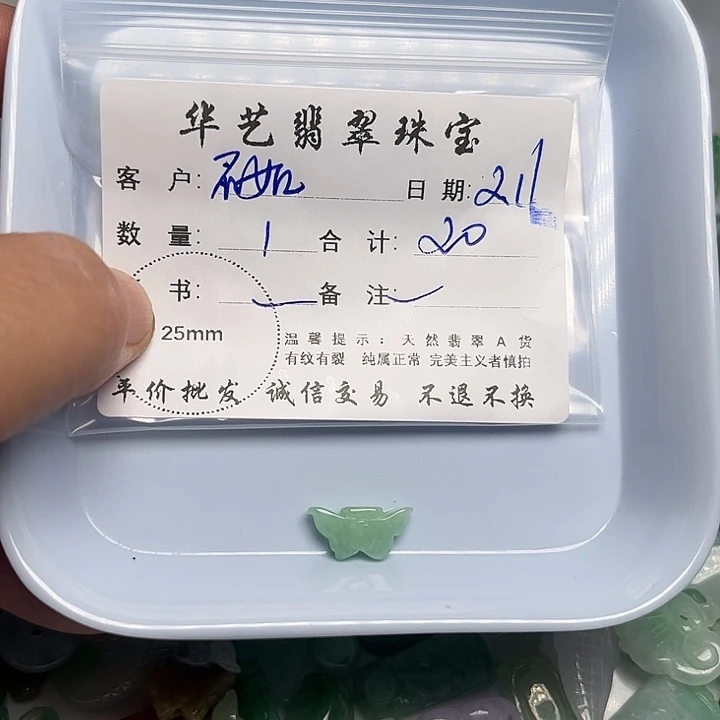 华艺翡翠珠宝
客 户: 日 期: 2.11
数 量: 1 合 计: 20
书: 备 注:
25mm
温馨提示：天然翡翠A货
有纹有裂 纯属正常 完美主义者慎拍
平价批发 诚信交易 不退不换